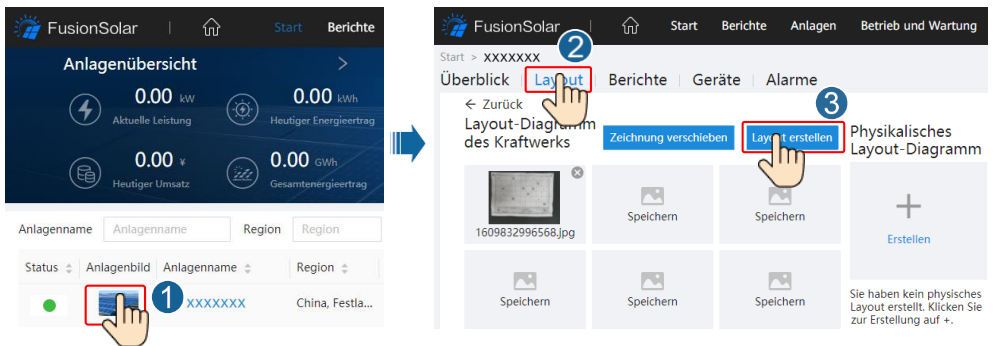 FusionSolar
Start Berichte
Anlagenübersicht >
0.00 kW
Aktuelle Leistung
0.00 kWh
Heutiger Energieertrag
0.00 ¥
Heutiger Umsatz
0.00 GWh
Gesamtenergieertrag
Anlagenname Anlagenname Region Region
Status Anlagenbild Anlagenname Region
1 XXXXXXX China, Festla...
FusionSolar
Start Berichte Anlagen Betrieb und Wartung
Start > XXXXXXX
2
Überblick Layout Berichte Geräte Alarme
← Zurück
3
Layout-Diagramm
des Kraftwerks
Zeichnung verschieben
Layout erstellen
Physikalisches
Layout-Diagramm
1609832996568.jpg
Speichern
Speichern
+
Erstellen
Speichern
Speichern
Speichern
Sie haben kein physisches
Layout erstellt. Klicken Sie
zur Erstellung auf +.